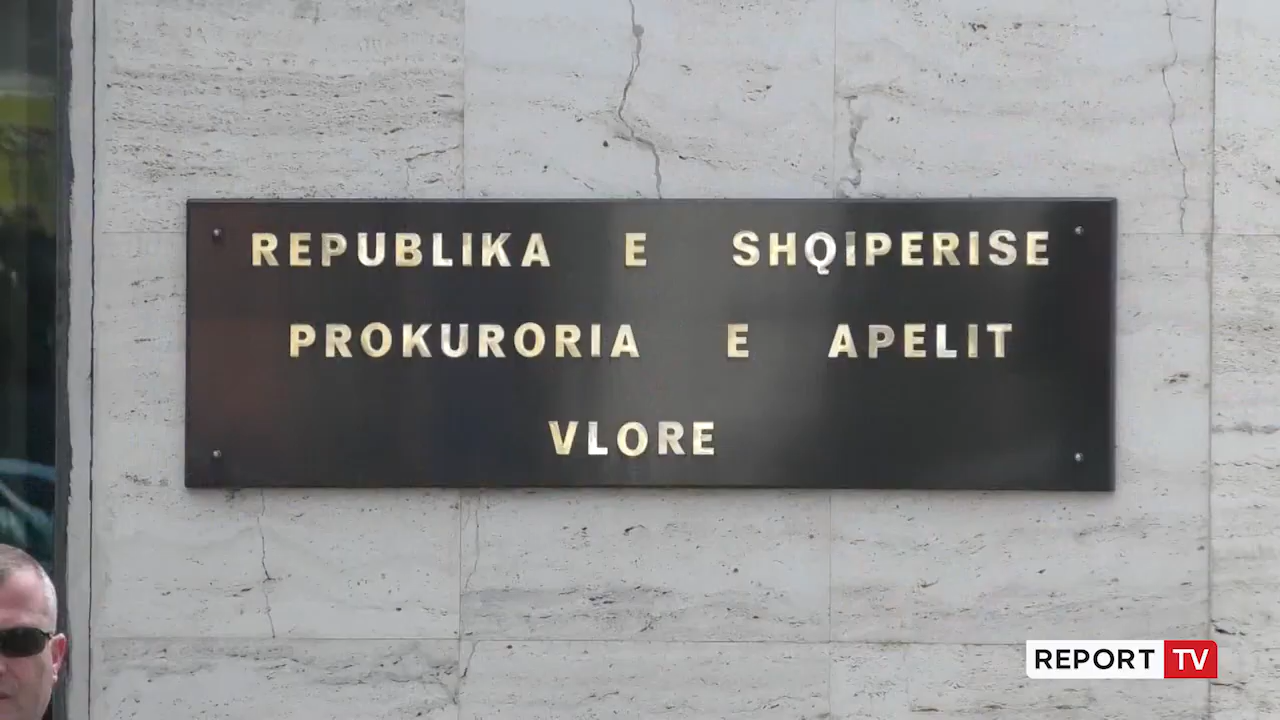 REPUBLIKA E SHQIPERISE
PROKURORIA E APELIT
VLORE
REPORT TV